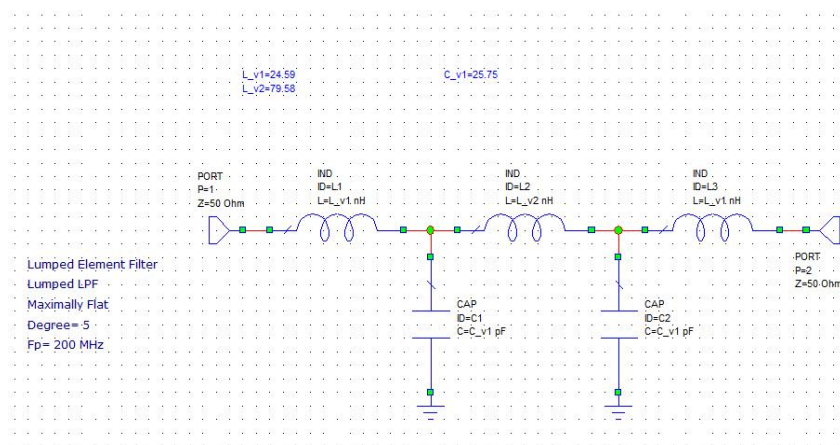 L_v1=24.59
L_v2=79.58
C_v1=25.75
PORT
P=1
Z=50 Ohm
IND
ID=L1
L=L_v1 nH
IND
ID=L2
L=L_v2 nH
IND
ID=L3
L=L_v1 nH
PORT
P=2
Z=50 Ohm
Lumped Element Filter
Lumped LPF
Maximally Flat
Degree= 5
Fp= 200 MHz
CAP
ID=C1
C=C_v1 pF
CAP
ID=C2
C=C_v1 pF